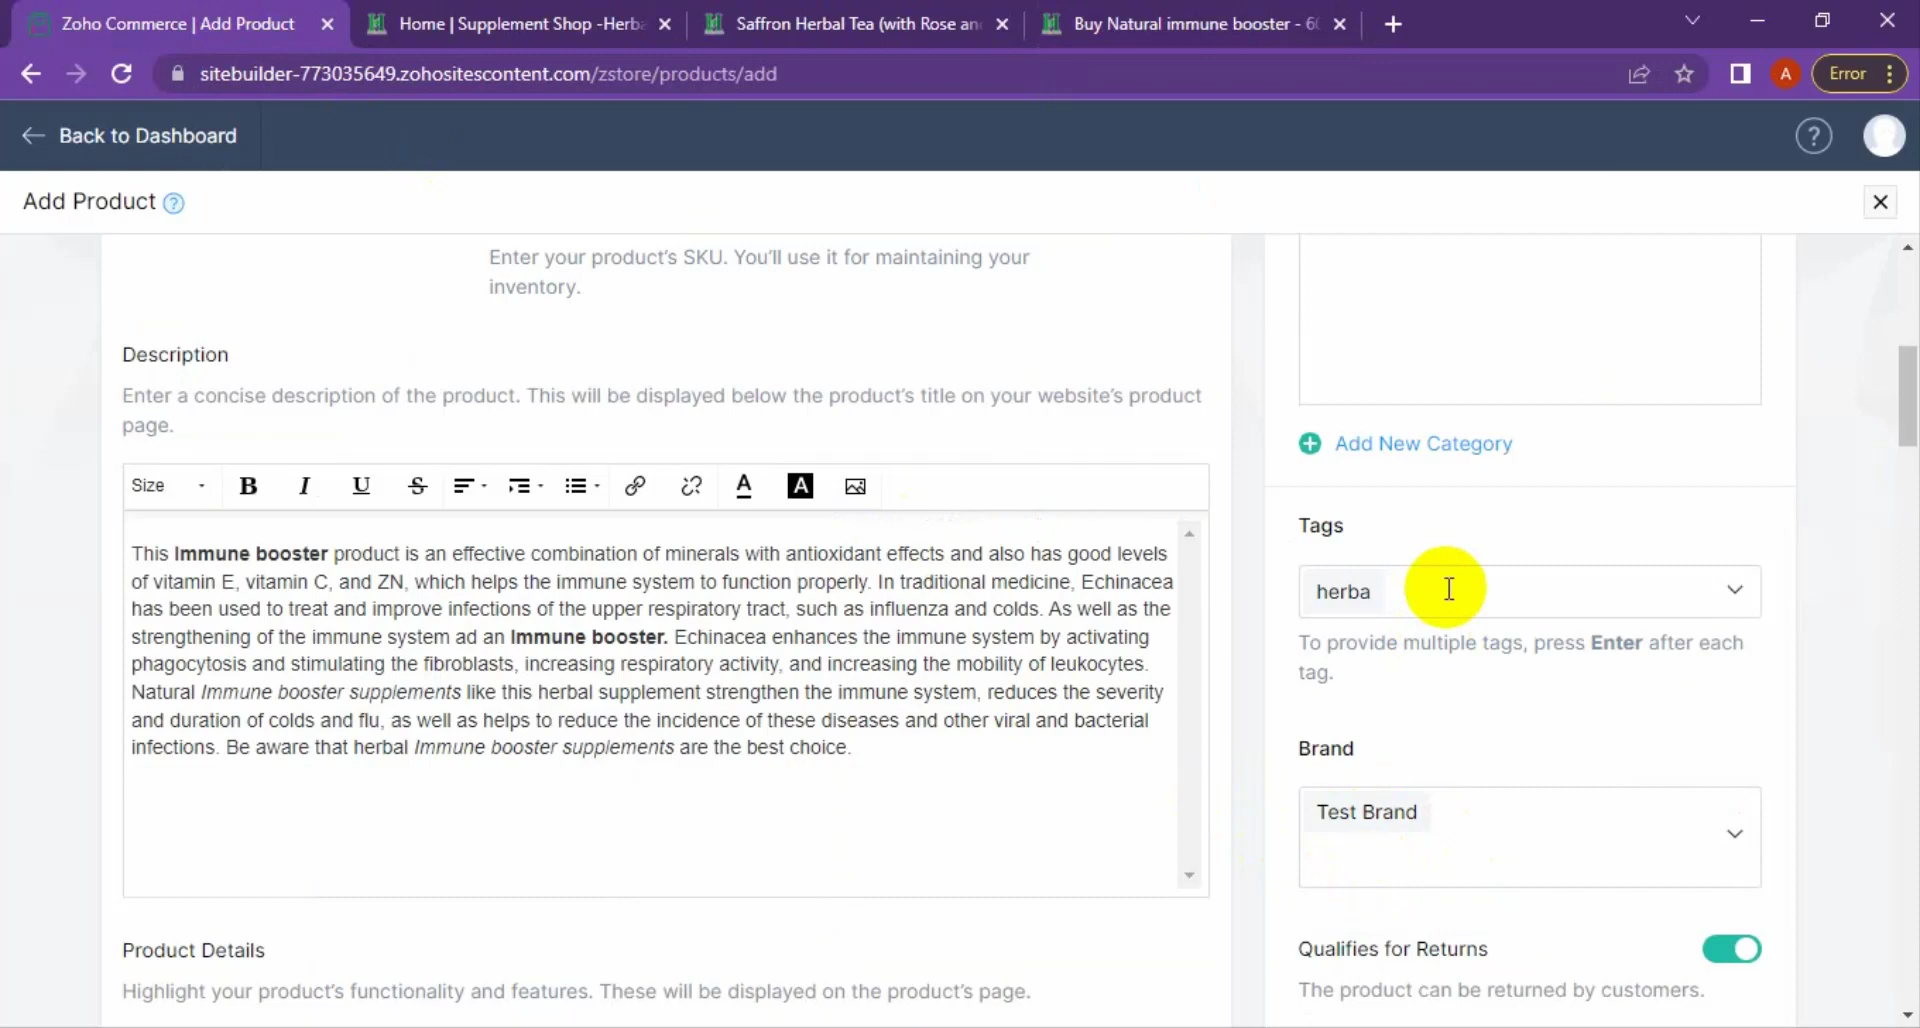 Zoho Commerce | Add Product
Home | Supplement Shop -Herba
Saffron Herbal Tea (with Rose an
Buy Natural immune booster - 60
sitebuilder-773035649.zohositescontent.com/zstore/products/add
A
Error
Back to Dashboard
?
Add Product ?
Enter your product's SKU. You'll use it for maintaining your
inventory.
Description
Enter a concise description of the product. This will be displayed below the product's title on your website's product
page.
Size B I U S A A
This Immune booster product is an effective combination of minerals with antioxidant effects and also has good levels
of vitamin E, vitamin C, and ZN, which helps the immune system to function properly. In traditional medicine, Echinacea
has been used to treat and improve infections of the upper respiratory tract, such as influenza and colds. As well as the
strengthening of the immune system ad an Immune booster. Echinacea enhances the immune system by activating
phagocytosis and stimulating the fibroblasts, increasing respiratory activity, and increasing the mobility of leukocytes.
Natural Immune booster supplements like this herbal supplement strengthen the immune system, reduces the severity
and duration of colds and flu, as well as helps to reduce the incidence of these diseases and other viral and bacterial
infections. Be aware that herbal Immune booster supplements are the best choice.
Product Details
Highlight your product's functionality and features. These will be displayed on the product's page.
Add New Category
Tags
herba
To provide multiple tags, press Enter after each
tag.
Brand
Test Brand
Qualifies for Returns
The product can be returned by customers.